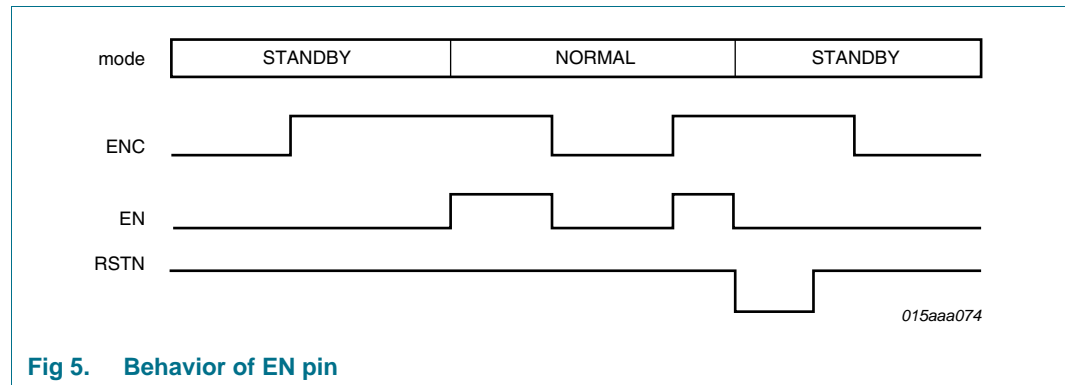 mode STANDBY NORMAL STANDBY
ENC
EN
RSTN
015aaa074
Fig 5. Behavior of EN pin